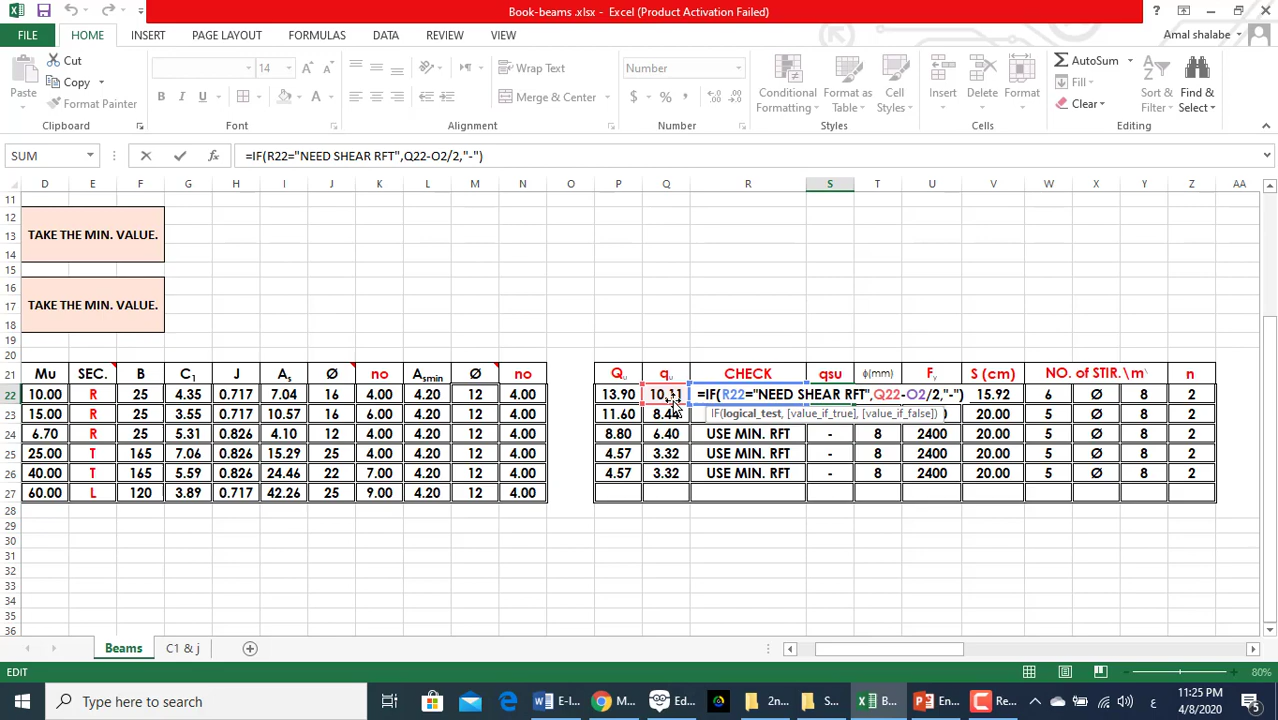 Book-beams .xlsx - Excel (Product Activation Failed)
FILE HOME INSERT PAGE LAYOUT FORMULAS DATA REVIEW VIEW Amal shalabe
Cut
Copy
Format Painter
Paste
Clipboard
14
Font
Wrap Text
Merge & Center
Alignment
Number
$ % ,
Number
Conditional Formatting
Format as Table
Cell Styles
Styles
Insert Delete Format
Cells
AutoSum
Fill
Clear
Sort & Filter
Find & Select
Editing
SUM =IF(R22="NEED SHEAR RFT",Q22-O2/2,"-")
D E F G H I J K L M N O P Q R S T U V W X Y Z AA
11
12
13 TAKE THE MIN. VALUE.
14
15
16
17 TAKE THE MIN. VALUE.
18
19
20
21 Mu SEC. B C1 J As Ø no Asmin Ø no Qu qu CHECK qsu ϕ(mm) Fy S (cm) NO. of STIR.\m\ n
22 10.00 R 25 4.35 0.717 7.04 16 4.00 4.20 12 4.00 13.90 10.11 =IF(R22="NEED SHEAR RFT",Q22-O2/2,"-") 15.92 6 Ø 8 2
23 15.00 R 25 3.55 0.717 10.57 16 6.00 4.20 12 4.00 11.60 8.44 IF(logical_test, [value_if_true], [value_if_false]) 20.00 5 Ø 8 2
24 6.70 R 25 5.31 0.826 4.10 12 4.00 4.20 12 4.00 8.80 6.40 USE MIN. RFT - 8 2400 20.00 5 Ø 8 2
25 25.00 T 165 7.06 0.826 15.29 25 4.00 4.20 12 4.00 4.57 3.32 USE MIN. RFT - 8 2400 20.00 5 Ø 8 2
26 40.00 T 165 5.59 0.826 24.46 22 7.00 4.20 12 4.00 4.57 3.32 USE MIN. RFT - 8 2400 20.00 5 Ø 8 2
27 60.00 L 120 3.89 0.717 42.26 25 9.00 4.20 12 4.00
28
29
30
31
32
33
34
35
36
Beams C1 & j
EDIT 80%
Type here to search
E-I... M... Ed... 2nd... S... B... En... Re...
11:25 PM
4/8/2020